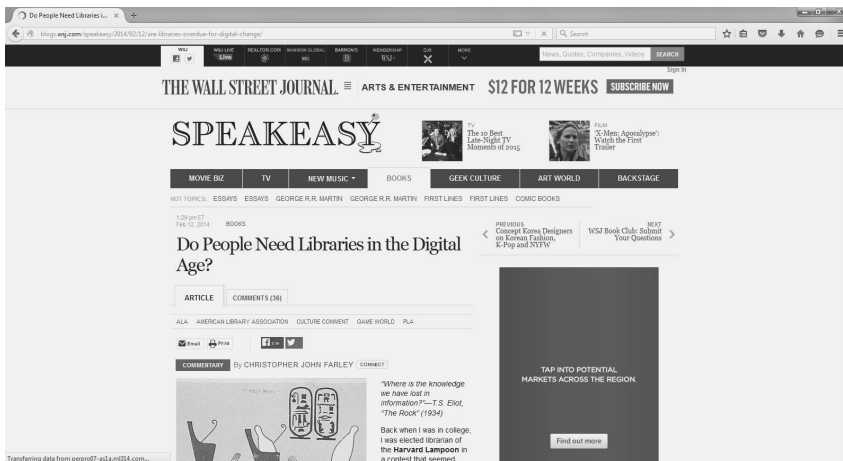 Do People Need Libraries i...
blogs.wsj.com/speakeasy/2014/02/12/are-libraries-overdue-for-digital-change/
Search
WSJ
WSJ LIVE
Live
REALTOR.COM
MANSION GLOBAL
BARRON'S
B
MEMBERSHIP
WSJ+
DJX
MORE
News, Quotes, Companies, Videos
SEARCH
Sign In
THE WALL STREET JOURNAL.
ARTS & ENTERTAINMENT
$12 FOR 12 WEEKS
SUBSCRIBE NOW
SPEAKEASY
TV
The 10 Best
Late-Night TV
Moments of 2015
FILM
'X-Men: Apocalypse':
Watch the First
Trailer
MOVIE BIZ TV NEW MUSIC BOOKS GEEK CULTURE ART WORLD BACKSTAGE
HOT TOPICS: ESSAYS ESSAYS GEORGE R.R. MARTIN GEORGE R.R. MARTIN FIRST LINES FIRST LINES COMIC BOOKS
1:29 pm ET
Feb 12, 2014 BOOKS
Do People Need Libraries in the Digital
Age?
PREVIOUS
Concept Korea Designers
on Korean Fashion,
K-Pop and NYFW
NEXT
WSJ Book Club: Submit
Your Questions
ARTICLE COMMENTS (36)
ALA AMERICAN LIBRARY ASSOCIATION CULTURE COMMENT GAME WORLD PLA
Email Print
COMMENTARY By CHRISTOPHER JOHN FARLEY CONNECT
"Where is the knowledge
we have lost in
information?"—T.S. Eliot,
"The Rock" (1934)
Back when I was in college,
I was elected librarian of
the Harvard Lampoon in
a contest that seemed
TAP INTO POTENTIAL
MARKETS ACROSS THE REGION.
Find out more